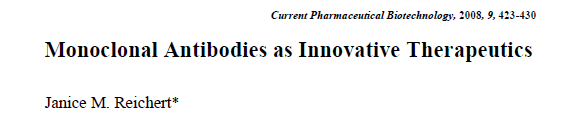 Current Pharmaceutical Biotechnology, 2008, 9, 423-430
Monoclonal Antibodies as Innovative Therapeutics
Janice M. Reichert*